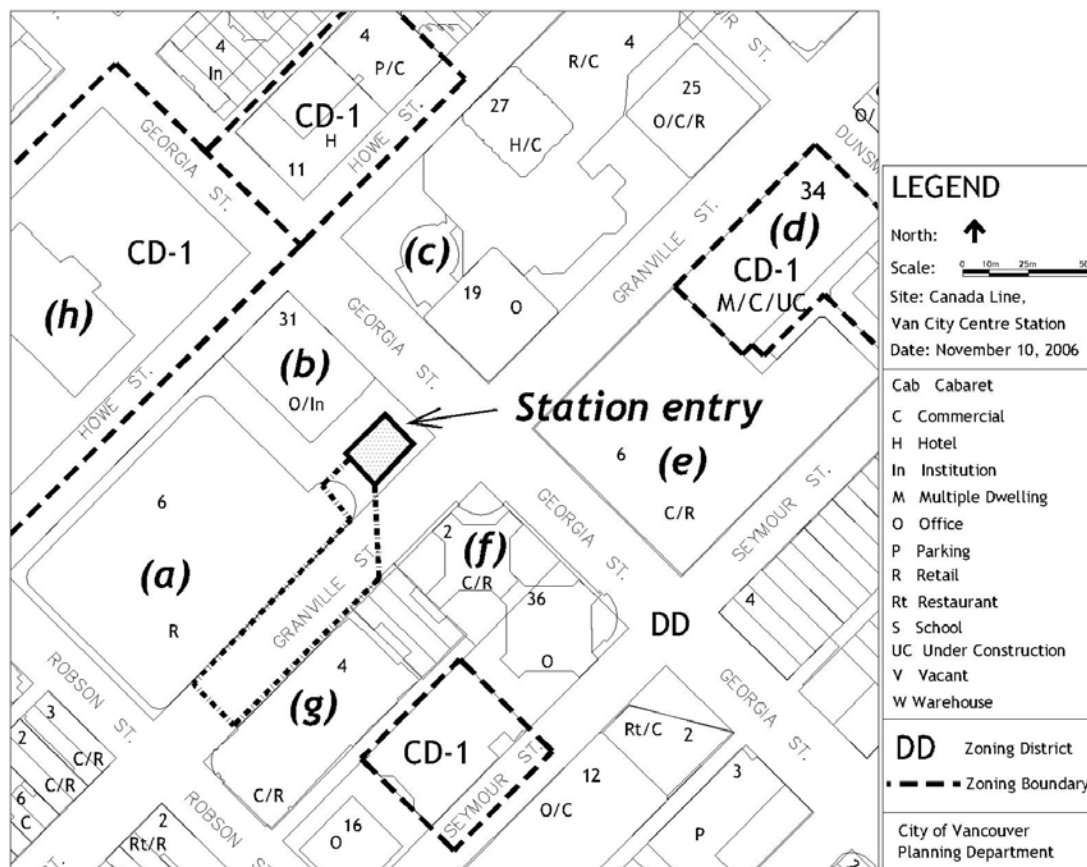 4
In
4
P/C
CD-1
H
11
HOWE ST.
GEORGIA ST.
R/C
4
27
H/C
25
O/C/R
ST.
O/
DUNSM
34
(d)
CD-1
M/C/UC
GRANVILLE ST.
CD-1
(h)
(c)
19
O
31
(b)
O/In
GEORGIA ST.
HOWE ST.
Station entry
6
(e)
C/R
SEYMOUR ST.
6
(a)
R
GRANVILLE ST.
2
(f)
C/R
36
O
GEORGIA ST.
4
DD
ROBSON ST.
4
(g)
C/R
CD-1
SEYMOUR ST.
GEORGIA ST.
3
C/R
2
C/R
6
C
ST.
2
Rt/R
ROBSON ST.
16
O
Rt/C
2
12
O/C
3
P
LEGEND
North:
Scale:
0 10m 25m 50
Site: Canada Line,
Van City Centre Station
Date: November 10, 2006
Cab Cabaret
C Commercial
H Hotel
In Institution
M Multiple Dwelling
O Office
P Parking
R Retail
Rt Restaurant
S School
UC Under Construction
V Vacant
W Warehouse
DD Zoning District
Zoning Boundary
City of Vancouver
Planning Department